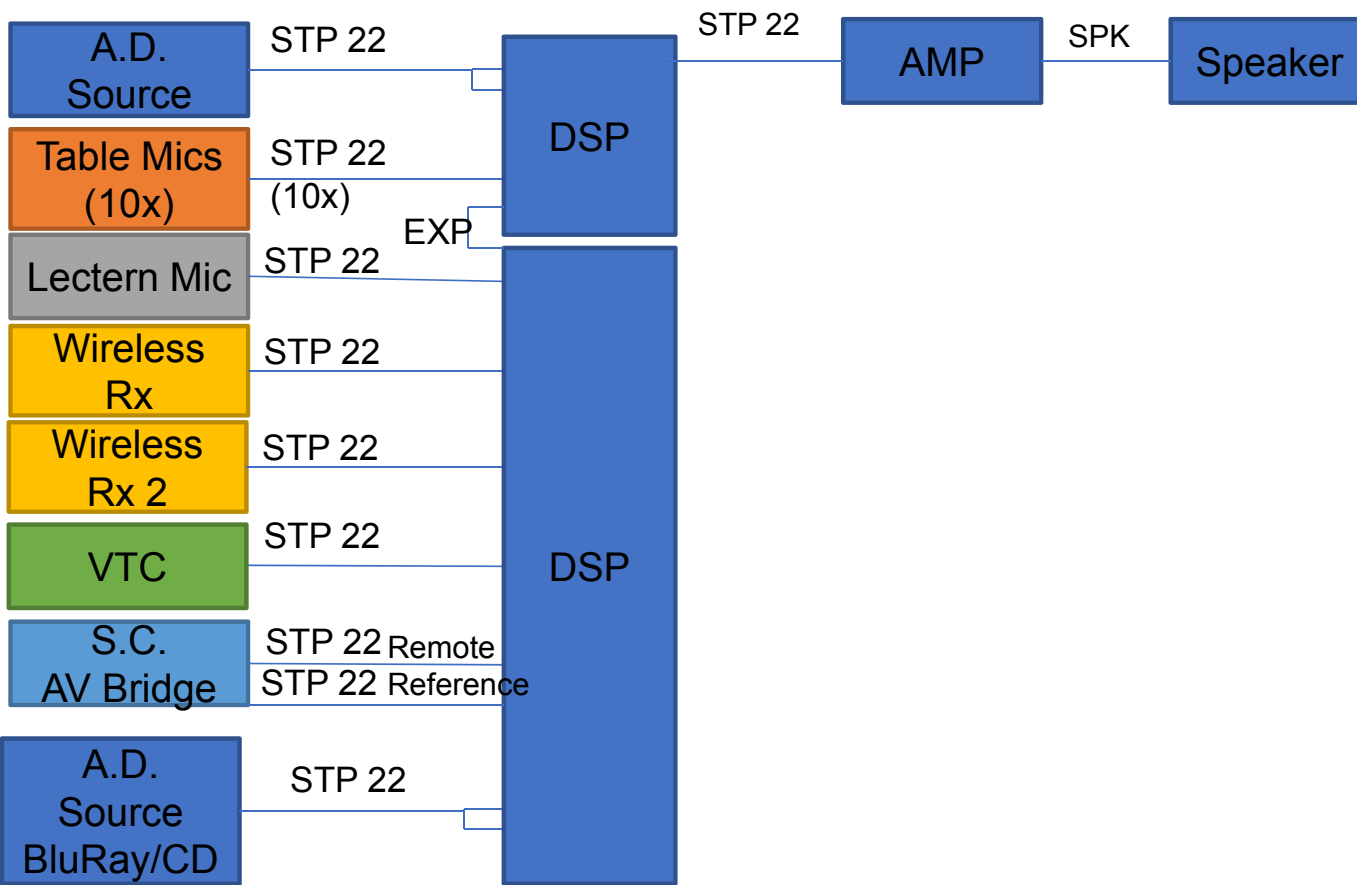 A.D.
Source
STP 22
Table Mics
(10x)
STP 22
(10x)
EXP
Lectern Mic
STP 22
Wireless
Rx
STP 22
Wireless
Rx 2
STP 22
VTC
STP 22
S.C.
AV Bridge
STP 22 Remote
STP 22 Reference
A.D.
Source
BluRay/CD
STP 22
DSP
DSP
STP 22
AMP
SPK
Speaker